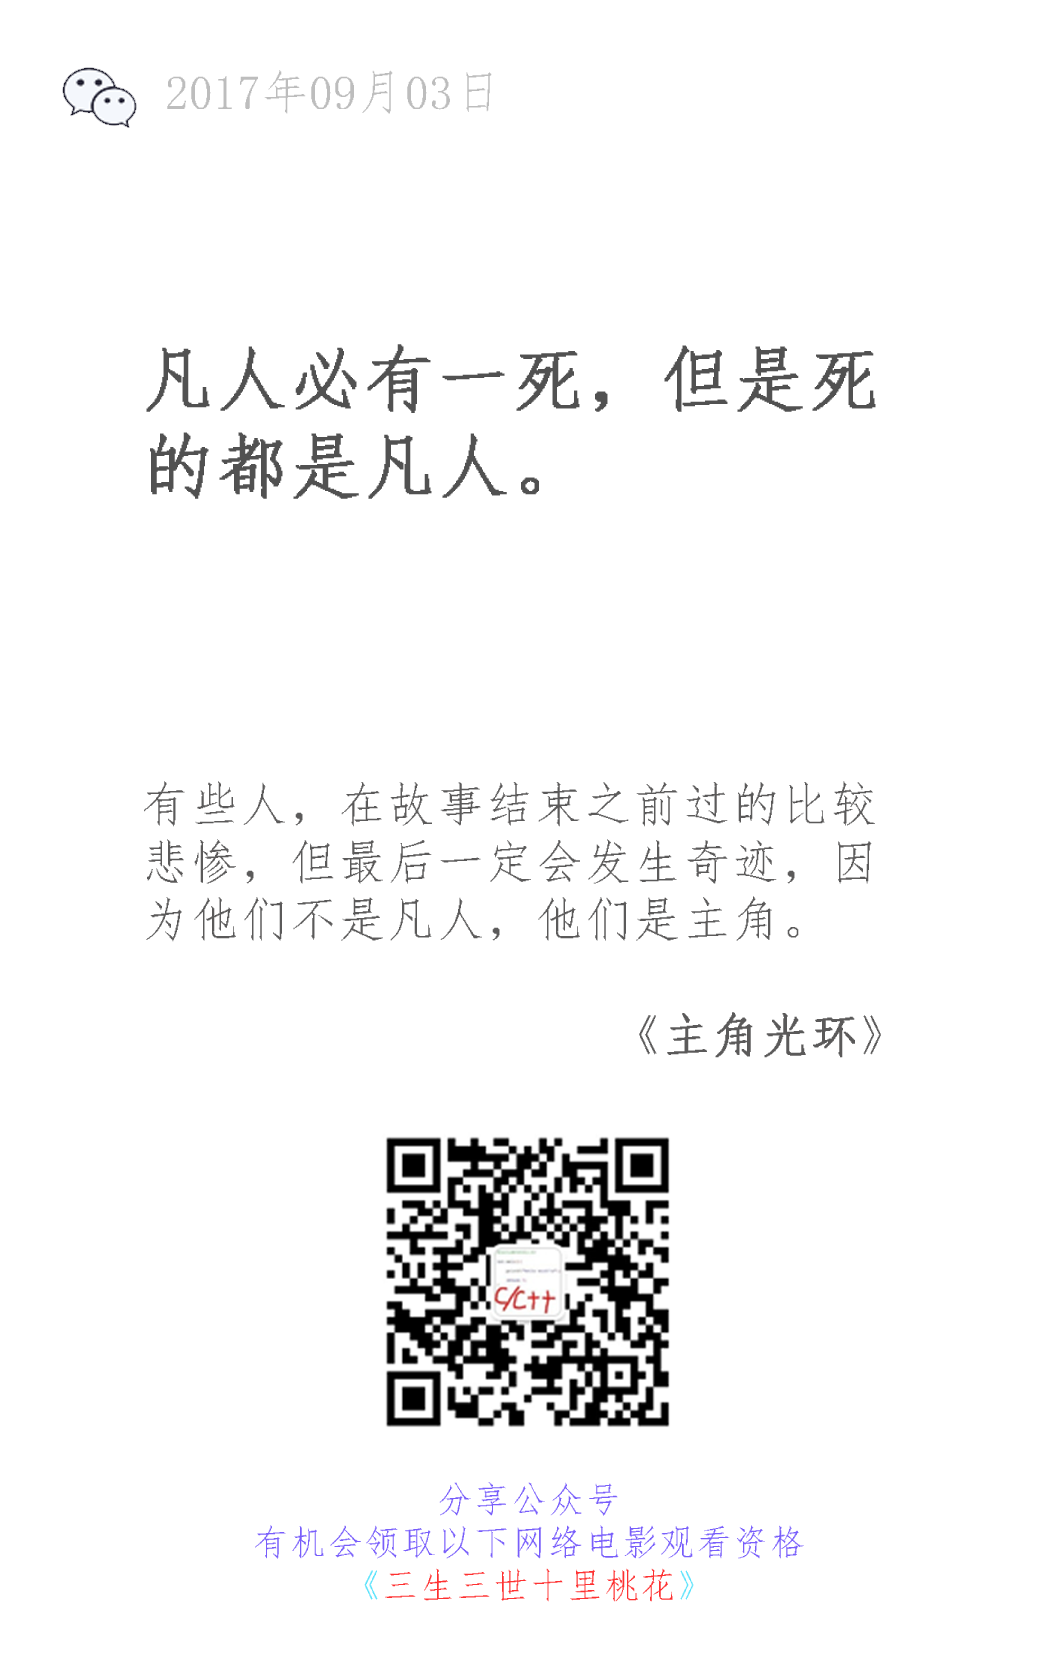 2017年09月03日
凡人必有一死，但是死
的都是凡人。
有些人，在故事结束之前过的比较
悲惨，但最后一定会发生奇迹，因
为他们不是凡人，他们是主角。
《主角光环》
C/C++
分享公众号
有机会领取以下网络电影观看资格
《三生三世十里桃花》